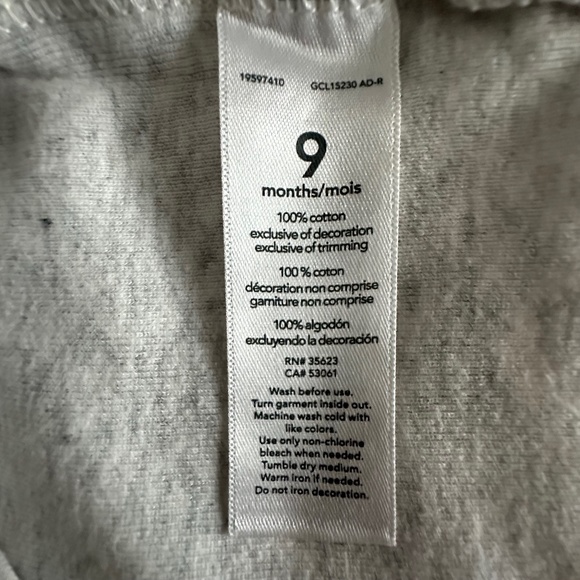 19597410 GCL15230 AD-R
9
months/mois
100% cotton
exclusive of decoration
exclusive of trimming
100% coton
décoration non comprise
garniture non comprise
100% algodón
excluyendo la decoración
RN# 35623
CA# 53061
Wash before use.
Turn garment inside out.
Machine wash cold with
like colors.
Use only non-chlorine
bleach when needed.
Tumble dry medium.
Warm iron if needed.
Do not iron decoration.